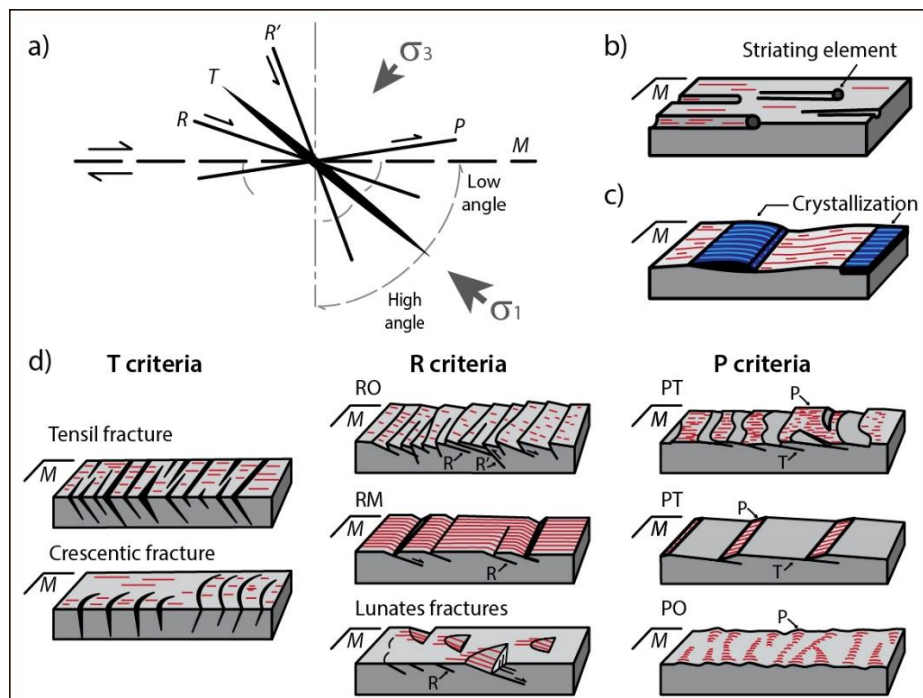 a)
R'
σ3
T
R
P
M
Low
angle
High
angle
σ1
b)
Striating element
M
c)
Crystallization
M
d)
T criteria
Tensil fracture
M
Crescentic fracture
M
R criteria
RO
M
R
R'
RM
M
R
Lunates fractures
M
R
P criteria
PT
P
M
T
PT
P
M
T
PO
P
M